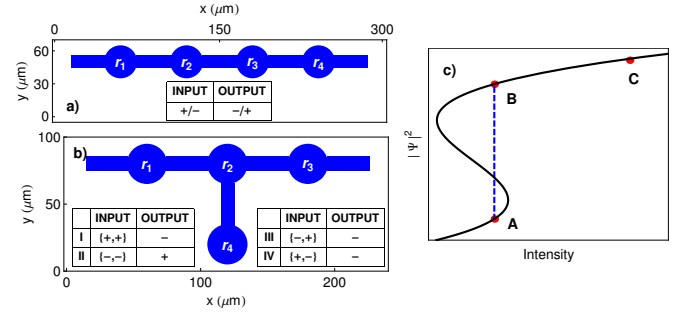 x (μm)
0 150 300
60
30
0
y (μm)
r1 r2 r3 r4
a)
INPUT OUTPUT
+/− −/+
100
50
0
y (μm)
b)
r1 r2 r3
r4
INPUT OUTPUT
I {+,+} −
II {−,−} +
INPUT OUTPUT
III {−,+} −
IV {+,−} −
0 100 200
x (μm)
c)
| Ψ |²
A
B
C
Intensity